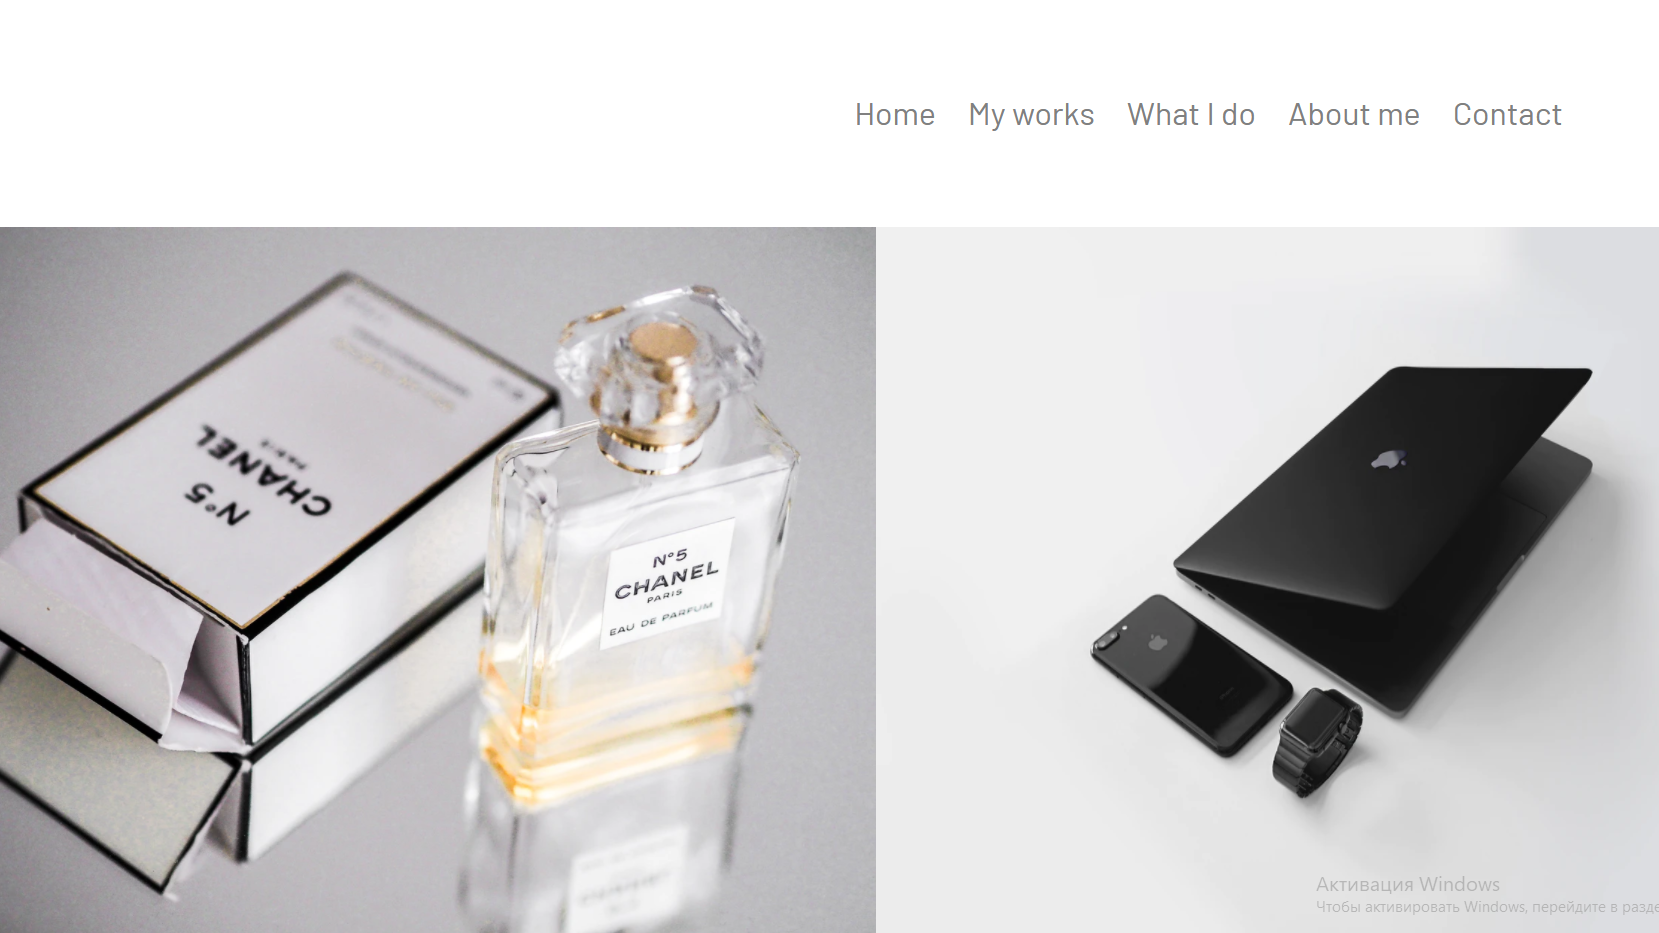 Home My works What I do About me Contact
CHANEL
PARIS
N°5
N°5
CHANEL
PARIS
EAU DE PARFUM
Активация Windows
Чтобы активировать Windows, перейдите в разде